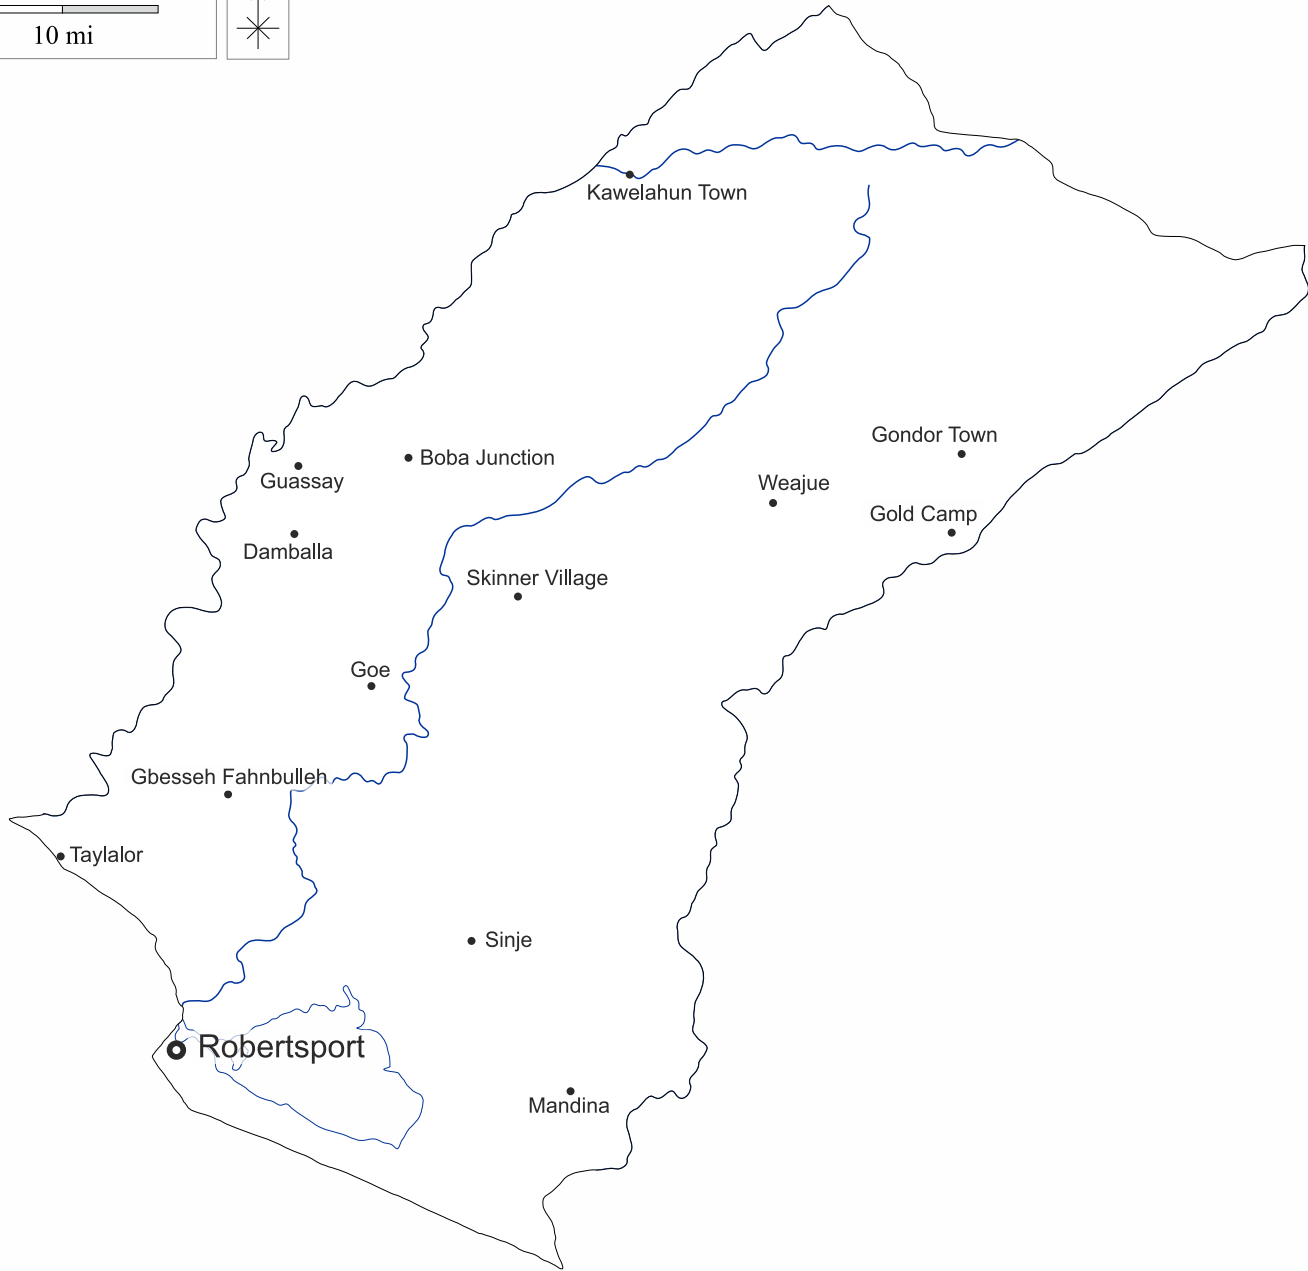 10 mi
Kawelahun Town
Gondor Town
Boba Junction
Guassay
Weajue
Gold Camp
Damballa
Skinner Village
Goe
Gbesseh Fahnbulleh
Taylalor
Sinje
Robertsport
Mandina